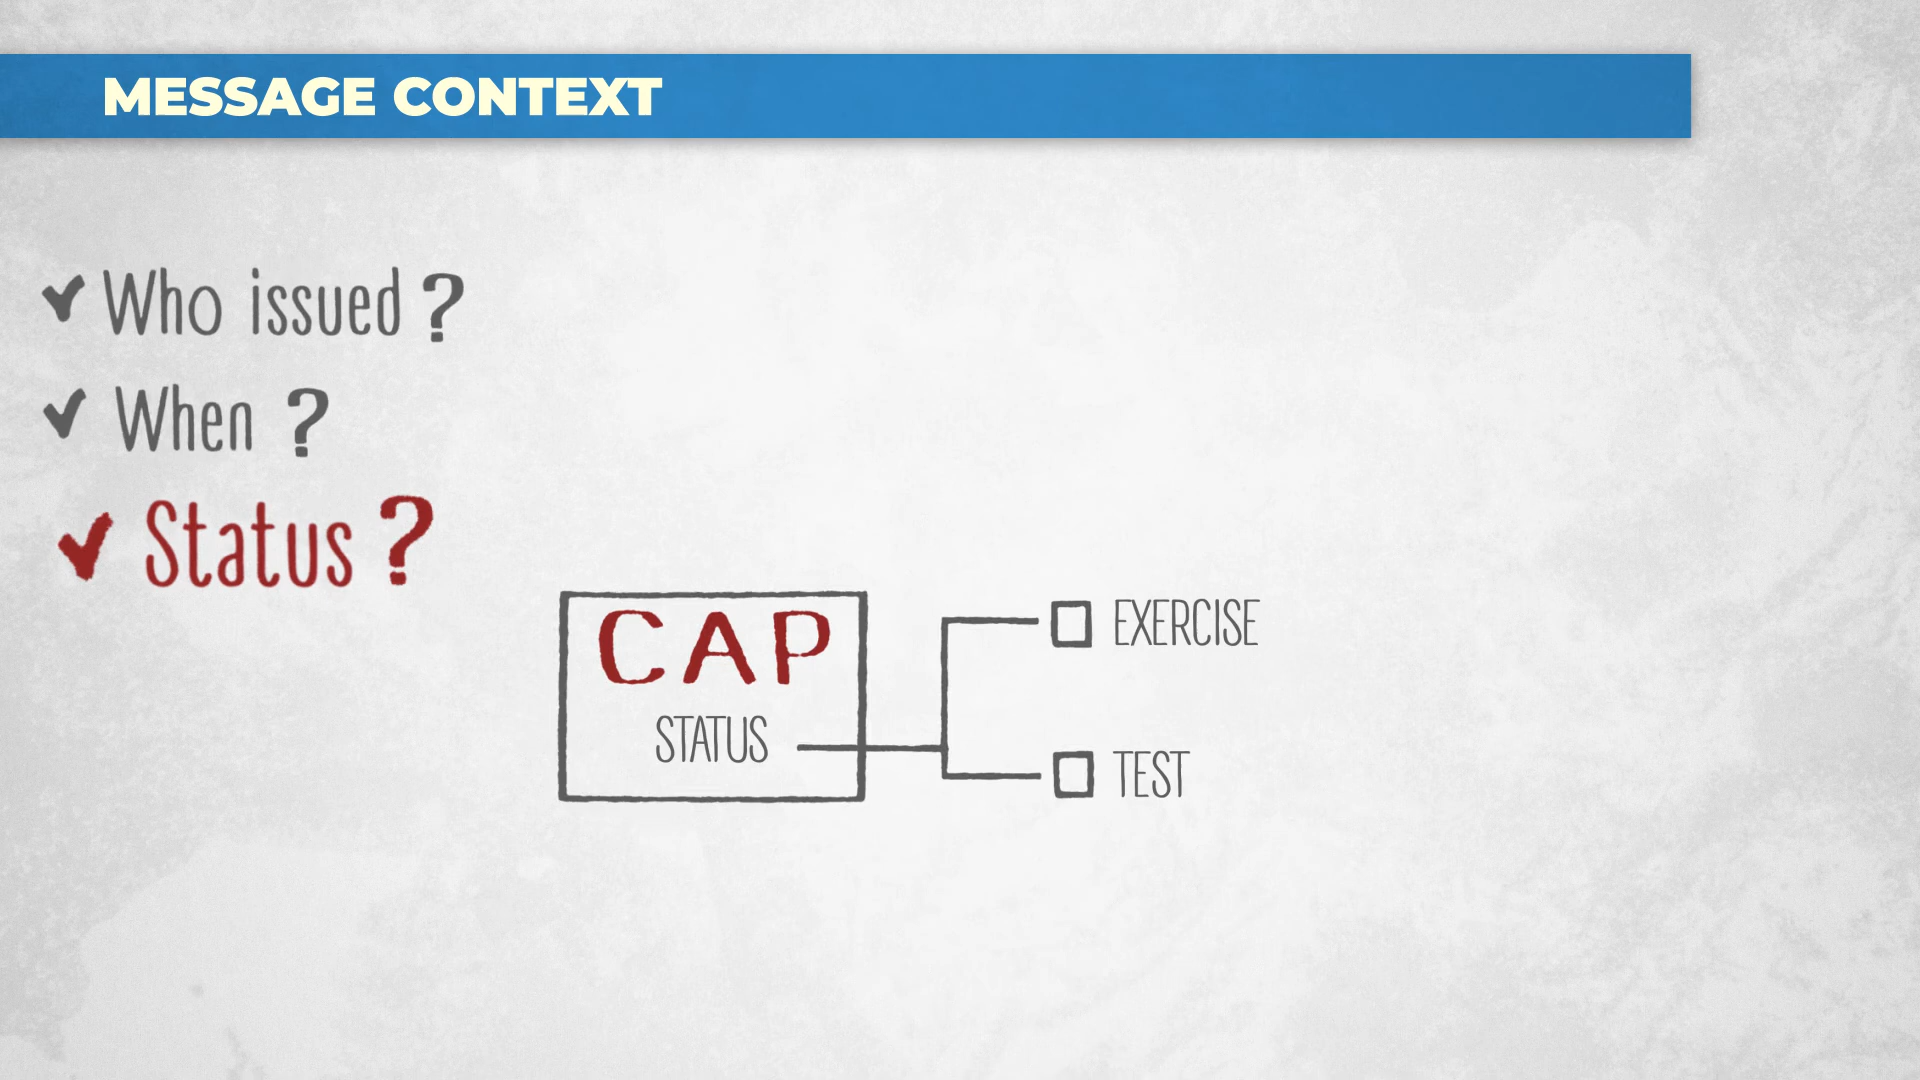 MESSAGE CONTEXT
Who issued ?
When ?
Status ?
CAP
STATUS
EXERCISE
TEST